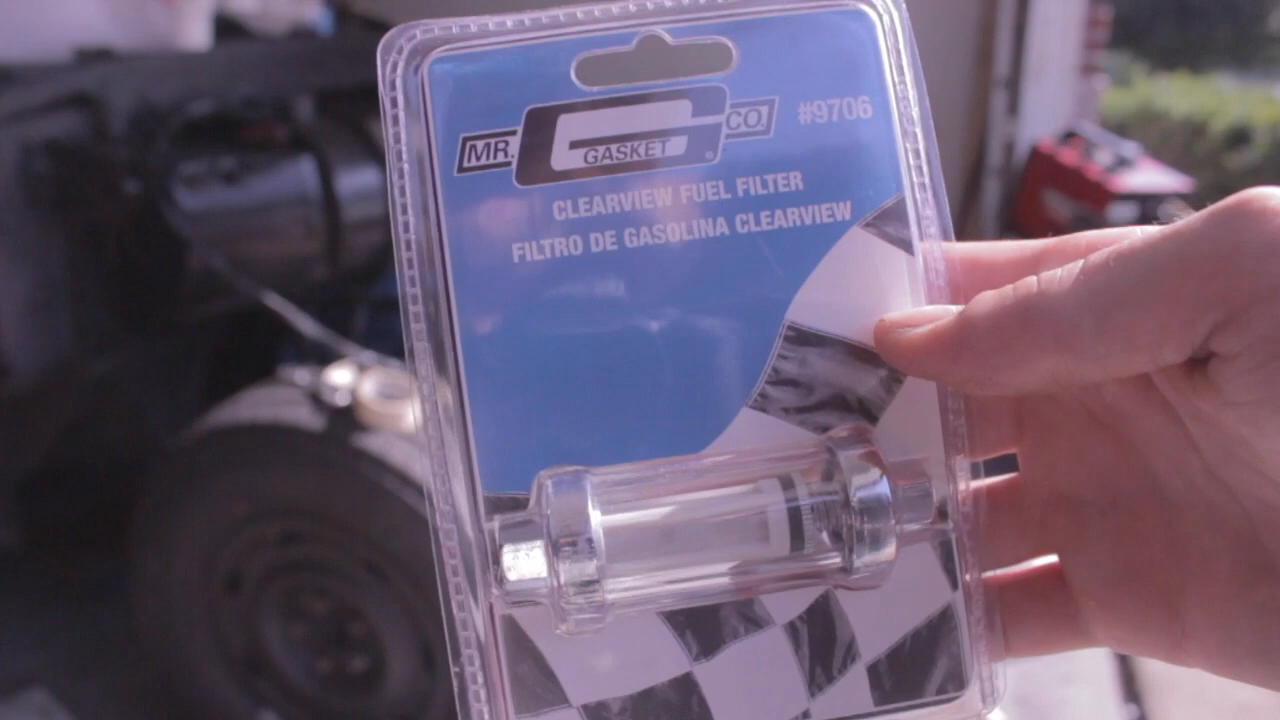 MR. GASKET CO.
#9706
CLEARVIEW FUEL FILTER
FILTRO DE GASOLINA CLEARVIEW